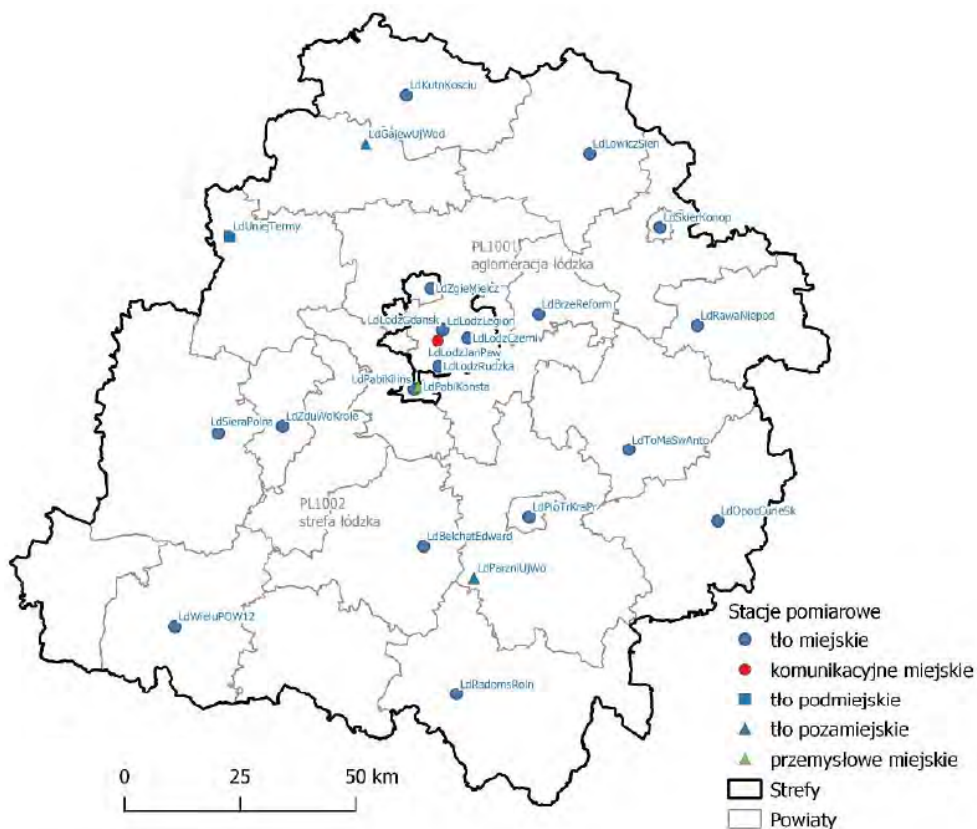 LdKutnKosciu
LdGajewUjWod
LdLowiczSien
LdSkierKonop
LdUniejTermy
PL1001
aglomeracja łódzka
LdZgieMielcz
LdBrzeReform
LdRawaNiepod
LdLodzGdansk
LdLodzLegion
LdLodzCzerni
LdLodzJanPaw
LdLodzRudzka
LdPabiKilins
LdPabiKonsta
LdSieraPolna
LdZduWoKrole
LdToMaSwAnto
PL1002
strefa łódzka
LdPioTrKraPr
LdOpocCurieSk
LdBelchatEdward
LdParzniUjWo
LdWieluPOW12
LdRadomsRoln
Stacje pomiarowe
tło miejskie
komunikacyjne miejskie
tło podmiejskie
tło pozamiejskie
przemysłowe miejskie
Strefy
Powiaty
0 25 50 km